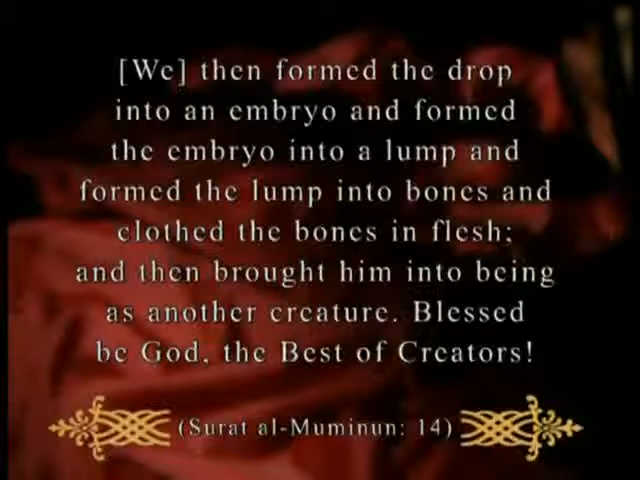 [We] then formed the drop
into an embryo and formed
the embryo into a lump and
formed the lump into bones and
clothed the bones in flesh;
and then brought him into being
as another creature. Blessed
be God, the Best of Creators!
(Surat al-Muminun: 14)